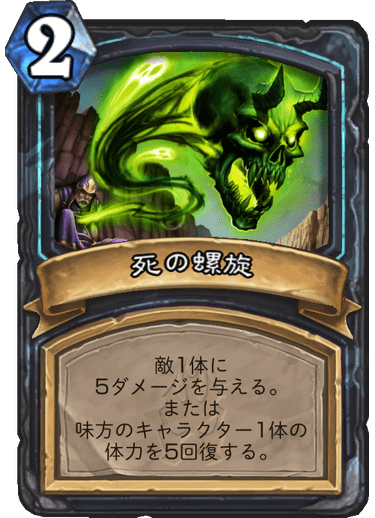 2
死の螺旋
敵1体に
5ダメージを与える。
または
味方のキャラクター1体の
体力を5回復する。